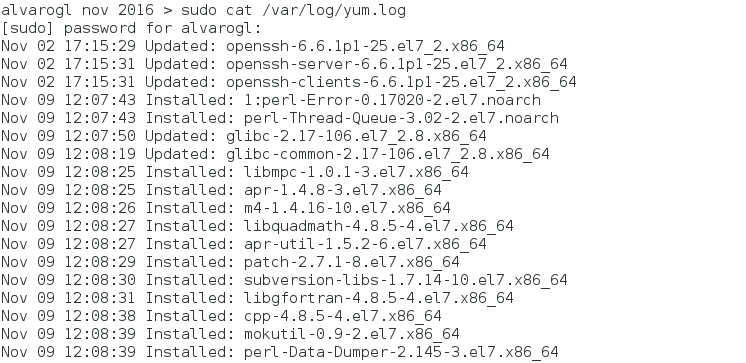 alvarogl nov 2016 > sudo cat /var/log/yum.log
[sudo] password for alvarogl:
Nov 02 17:15:29 Updated: openssh-6.6.1p1-25.el7_2.x86_64
Nov 02 17:15:31 Updated: openssh-server-6.6.1p1-25.el7_2.x86_64
Nov 02 17:15:31 Updated: openssh-clients-6.6.1p1-25.el7_2.x86_64
Nov 09 12:07:43 Installed: 1:perl-Error-0.17020-2.el7.noarch
Nov 09 12:07:43 Installed: perl-Thread-Queue-3.02-2.el7.noarch
Nov 09 12:07:50 Updated: glibc-2.17-106.el7_2.8.x86_64
Nov 09 12:08:19 Updated: glibc-common-2.17-106.el7_2.8.x86_64
Nov 09 12:08:25 Installed: libmpc-1.0.1-3.el7.x86_64
Nov 09 12:08:25 Installed: apr-1.4.8-3.el7.x86_64
Nov 09 12:08:26 Installed: m4-1.4.16-10.el7.x86_64
Nov 09 12:08:27 Installed: libquadmath-4.8.5-4.el7.x86_64
Nov 09 12:08:27 Installed: apr-util-1.5.2-6.el7.x86_64
Nov 09 12:08:29 Installed: patch-2.7.1-8.el7.x86_64
Nov 09 12:08:30 Installed: subversion-libs-1.7.14-10.el7.x86_64
Nov 09 12:08:31 Installed: libgfortran-4.8.5-4.el7.x86_64
Nov 09 12:08:38 Installed: cpp-4.8.5-4.el7.x86_64
Nov 09 12:08:39 Installed: mokutil-0.9-2.el7.x86_64
Nov 09 12:08:39 Installed: perl-Data-Dumper-2.145-3.el7.x86_64